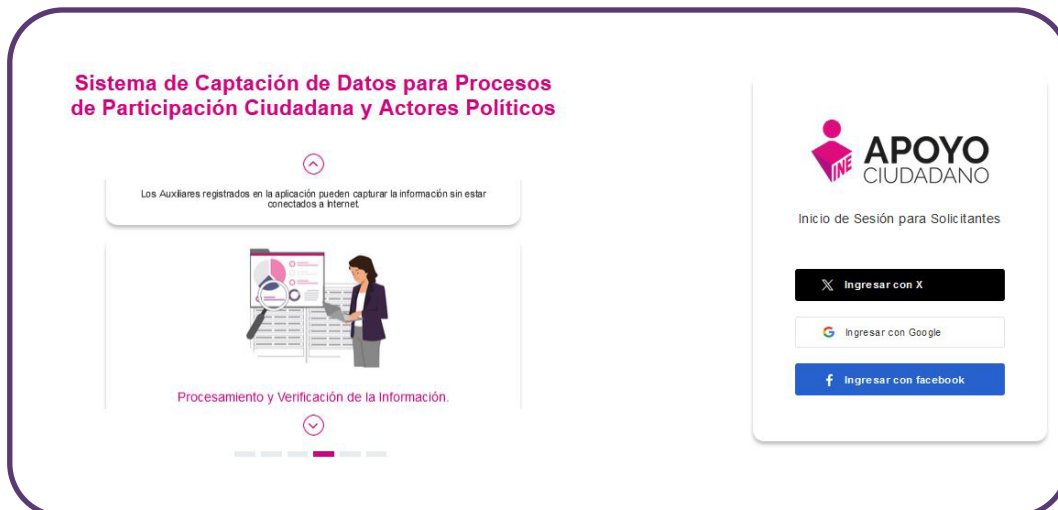 Sistema de Captación de Datos para Procesos
de Participación Ciudadana y Actores Políticos
Los Auxiliares registrados en la aplicación pueden capturar la información sin estar
conectados a Internet.
Procesamiento y Verificación de la Información.
INE
APOYO
CIUDADANO
Inicio de Sesión para Solicitantes
Ingresar con X
Ingresar con Google
Ingresar con facebook